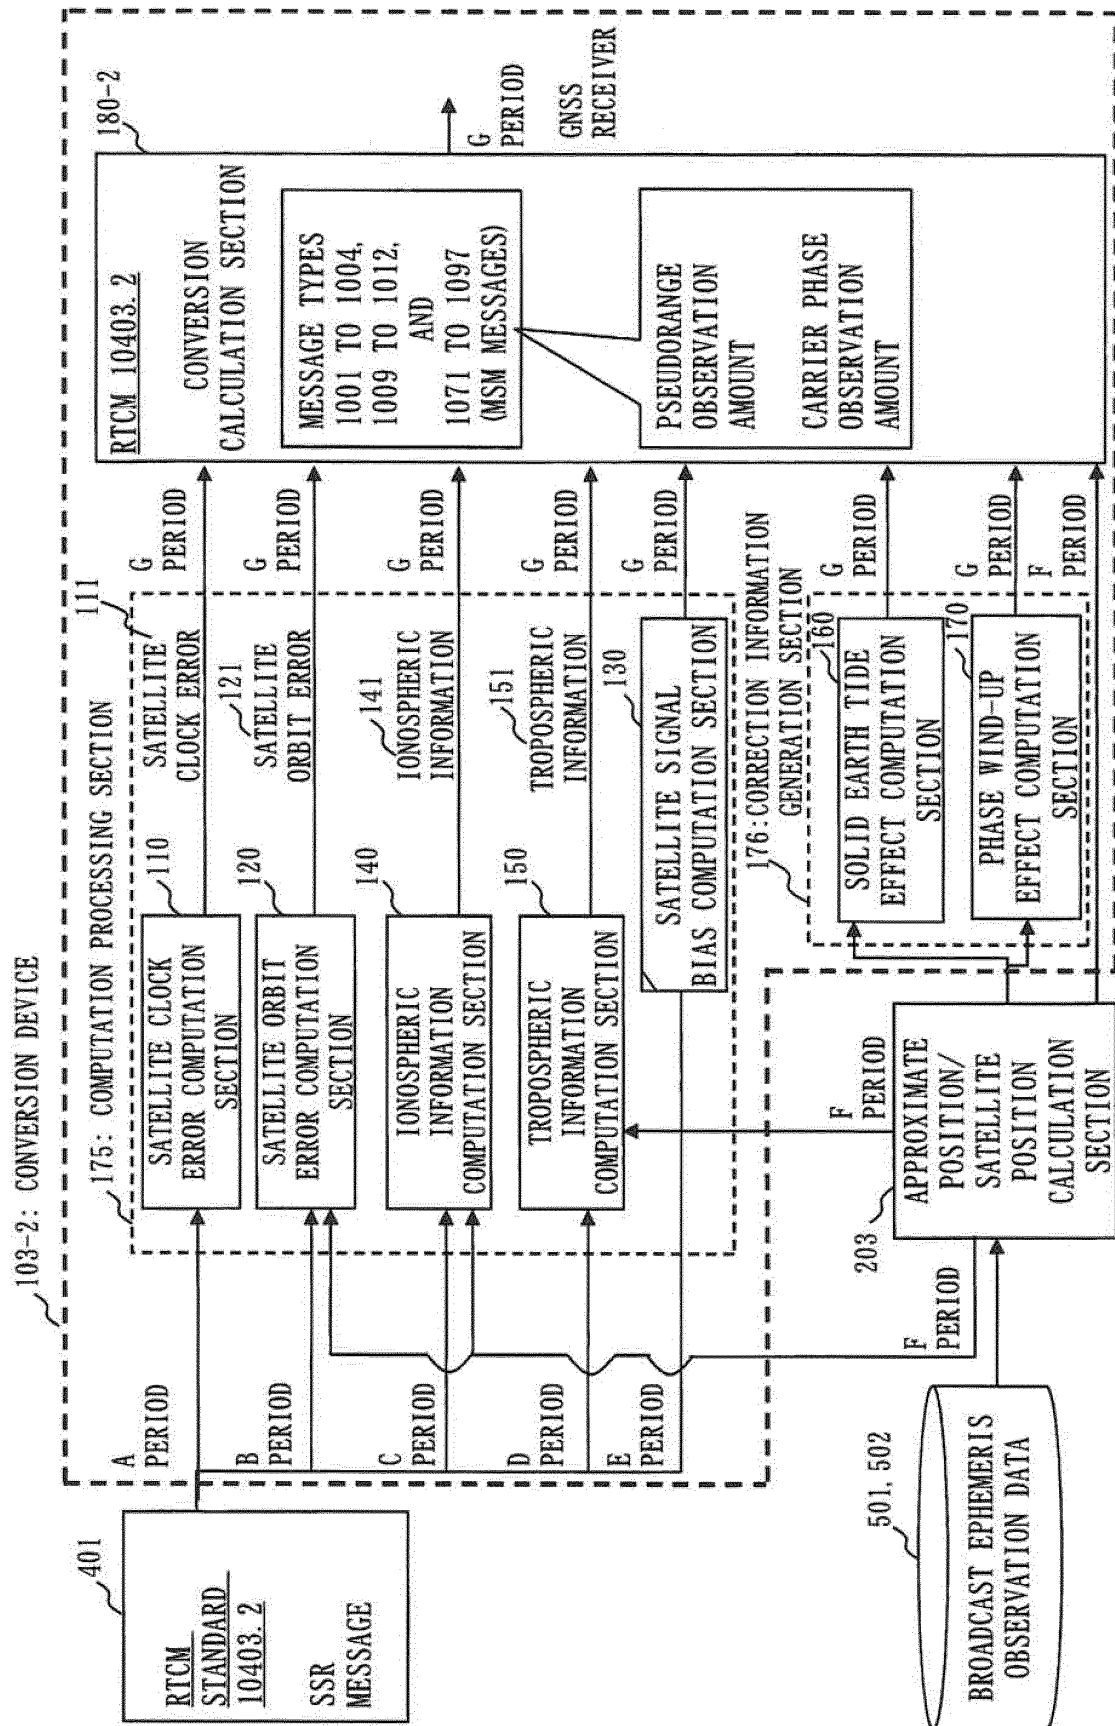 103-2: CONVERSION DEVICE
401
RTCM
STANDARD
10403.2
SSR
MESSAGE
A
PERIOD
B
PERIOD
C
PERIOD
D
PERIOD
E
PERIOD
175: COMPUTATION PROCESSING SECTION
110
SATELLITE CLOCK
ERROR COMPUTATION
SECTION
120
SATELLITE ORBIT
ERROR COMPUTATION
SECTION
140
IONOSPHERIC
INFORMATION
COMPUTATION SECTION
150
TROPOSPHERIC
INFORMATION
COMPUTATION SECTION
130
SATELLITE SIGNAL
BIAS COMPUTATION SECTION
111
SATELLITE
CLOCK ERROR
121
SATELLITE
ORBIT ERROR
141
IONOSPHERIC
INFORMATION
151
TROPOSPHERIC
INFORMATION
G
PERIOD
G
PERIOD
G
PERIOD
G
PERIOD
G
PERIOD
176:CORRECTION INFORMATION
GENERATION SECTION
160
SOLID EARTH TIDE
EFFECT COMPUTATION
SECTION
170
PHASE WIND-UP
EFFECT COMPUTATION
SECTION
G
PERIOD
G
PERIOD
F
PERIOD
180-2
RTCM 10403.2
CONVERSION
CALCULATION SECTION
MESSAGE TYPES
1001 TO 1004,
1009 TO 1012,
AND
1071 TO 1097
(MSM MESSAGES)
PSEUDORANGE
OBSERVATION
AMOUNT
CARRIER PHASE
OBSERVATION
AMOUNT
G
PERIOD
GNSS
RECEIVER
501, 502
BROADCAST EPHEMERIS
OBSERVATION DATA
F
PERIOD
203
F
PERIOD
APPROXIMATE
POSITION/
SATELLITE
POSITION
CALCULATION
SECTION